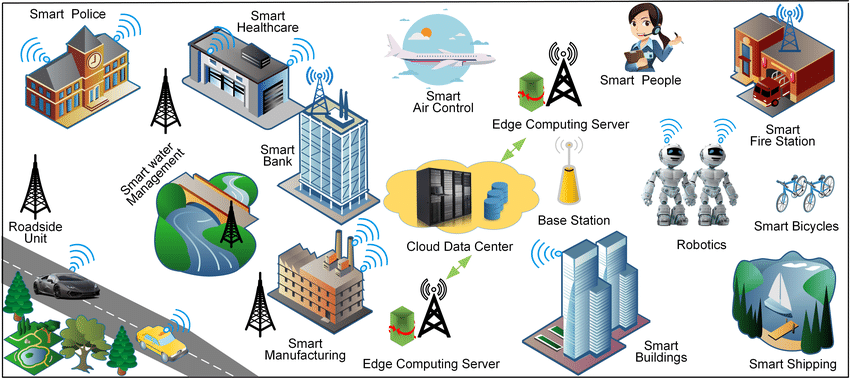 Smart Police
Smart
Healthcare
Smart
Air Control
Smart People
Edge Computing Server
Smart
Fire Station
Smart water
Management
Smart
Bank
Roadside
Unit
Base Station
Cloud Data Center
Robotics
Smart Bicycles
Smart
Manufacturing
Edge Computing Server
Smart
Buildings
Smart Shipping